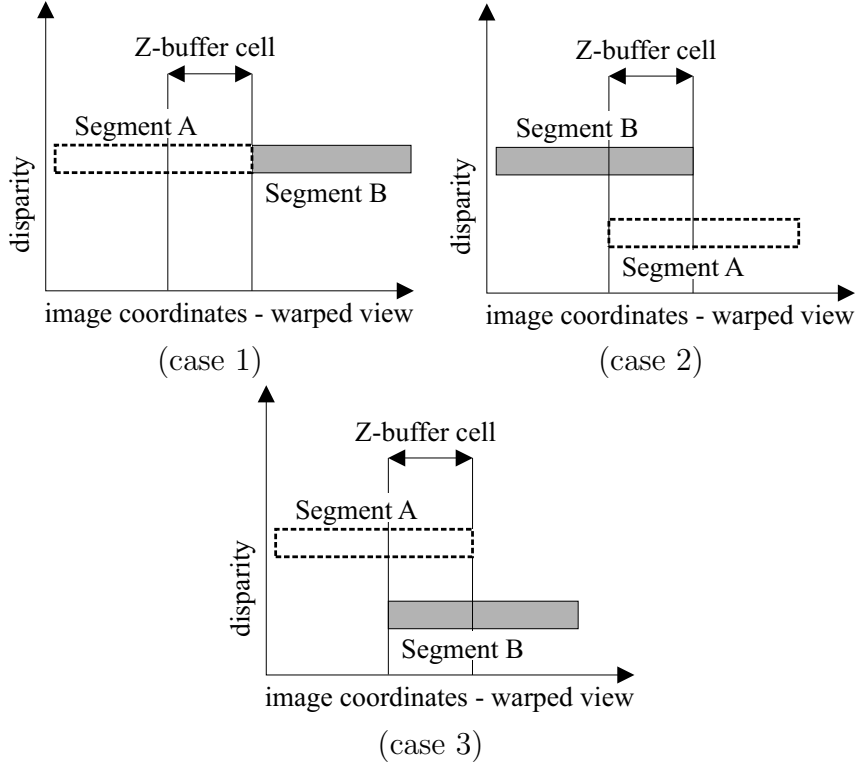 Z-buffer cell
Segment A
Segment B
disparity
image coordinates - warped view
(case 1)
Z-buffer cell
Segment B
Segment A
disparity
image coordinates - warped view
(case 2)
Z-buffer cell
Segment A
Segment B
disparity
image coordinates - warped view
(case 3)